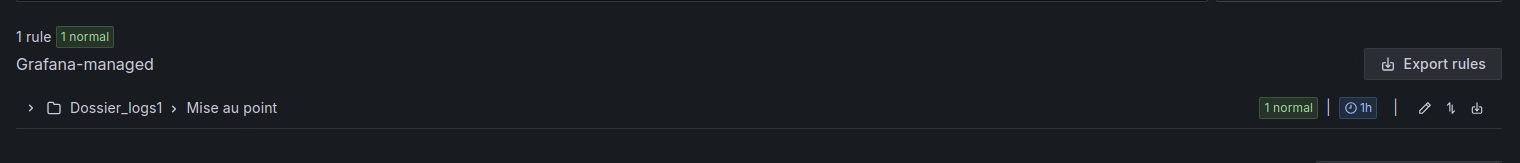 1 rule 1 normal
Grafana-managed
Export rules
Dossier_logs1 > Mise au point 1 normal | 1h |